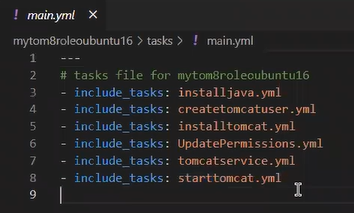 ! main.yml ×
mytom8roleoubuntu16 > tasks > ! main.yml
1 ---
2 # tasks file for mytom8roleoubuntu16
3 - include_tasks: installjava.yml
4 - include_tasks: createtomcatuser.yml
5 - include_tasks: installtomcat.yml
6 - include_tasks: UpdatePermissions.yml
7 - include_tasks: tomcatservice.yml
8 - include_tasks: starttomcat.yml
9